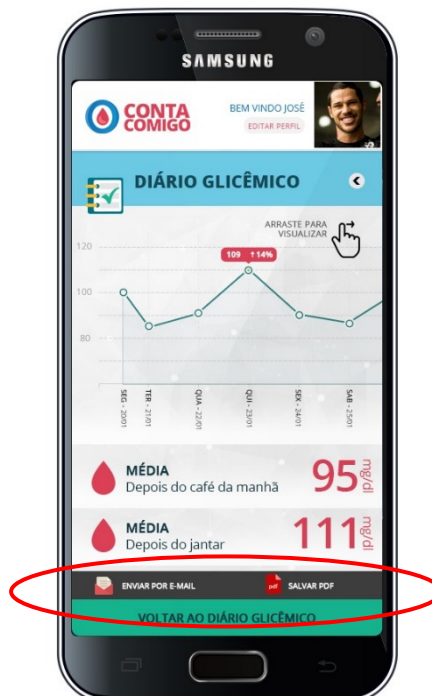 SAMSUNG
CONTA
COMIGO
BEM VINDO JOSÉ
EDITAR PERFIL
DIÁRIO GLICÊMICO
ARRASTE PARA
VISUALIZAR
120
109 ↑14%
100
80
SEG - 20/01
TER - 21/01
QUA - 22/01
QUI - 23/01
SEX - 24/01
SAB - 25/01
MÉDIA
Depois do café da manhã
95 mg/dl
MÉDIA
Depois do jantar
111 mg/dl
ENVIAR POR E-MAIL
pdf SALVAR PDF
VOLTAR AO DIÁRIO GLICÊMICO